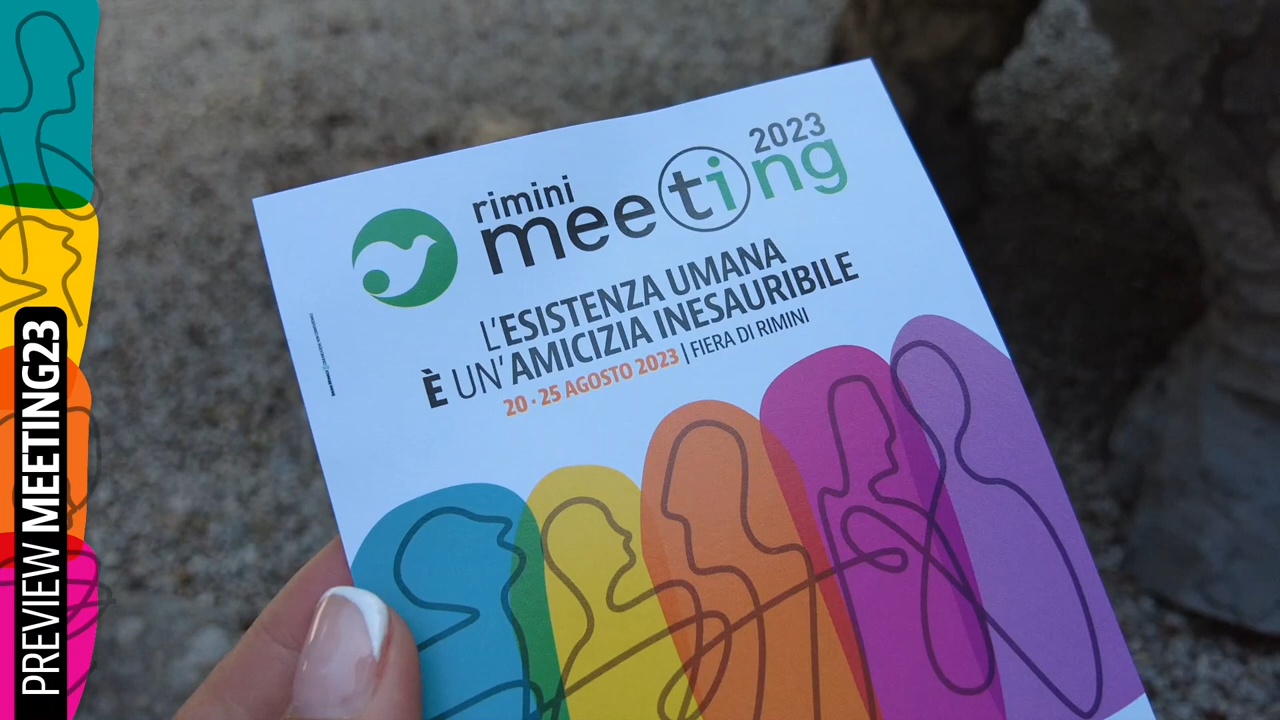 2023
rimini
meeting
L'ESISTENZA UMANA
È UN'AMICIZIA INESAURIBILE
20 · 25 AGOSTO 2023 | FIERA DI RIMINI
PREVIEW MEETING23